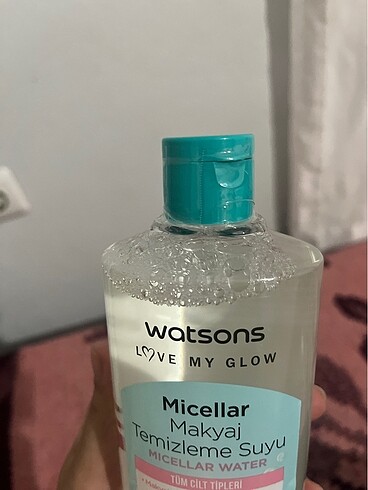 watsons
LOVE MY GLOW
Micellar
Makyaj
Temizleme Suyu
MICELLAR WATER
TÜM CİLT TİPLERİ